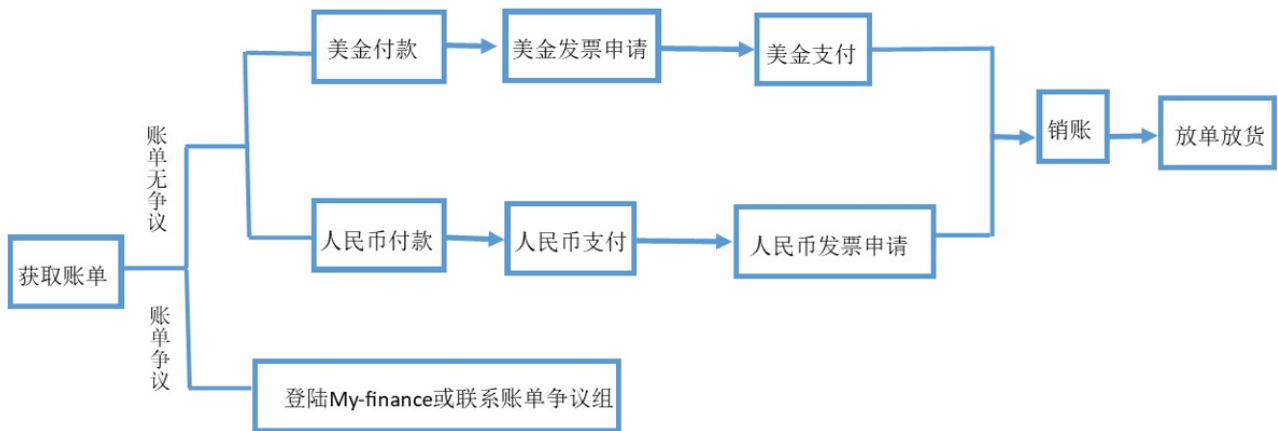 美金付款
美金发票申请
美金支付
销账
放单放货
账单无争议
人民币付款
人民币支付
人民币发票申请
获取账单
账单争议
登陆My-finance或联系账单争议组